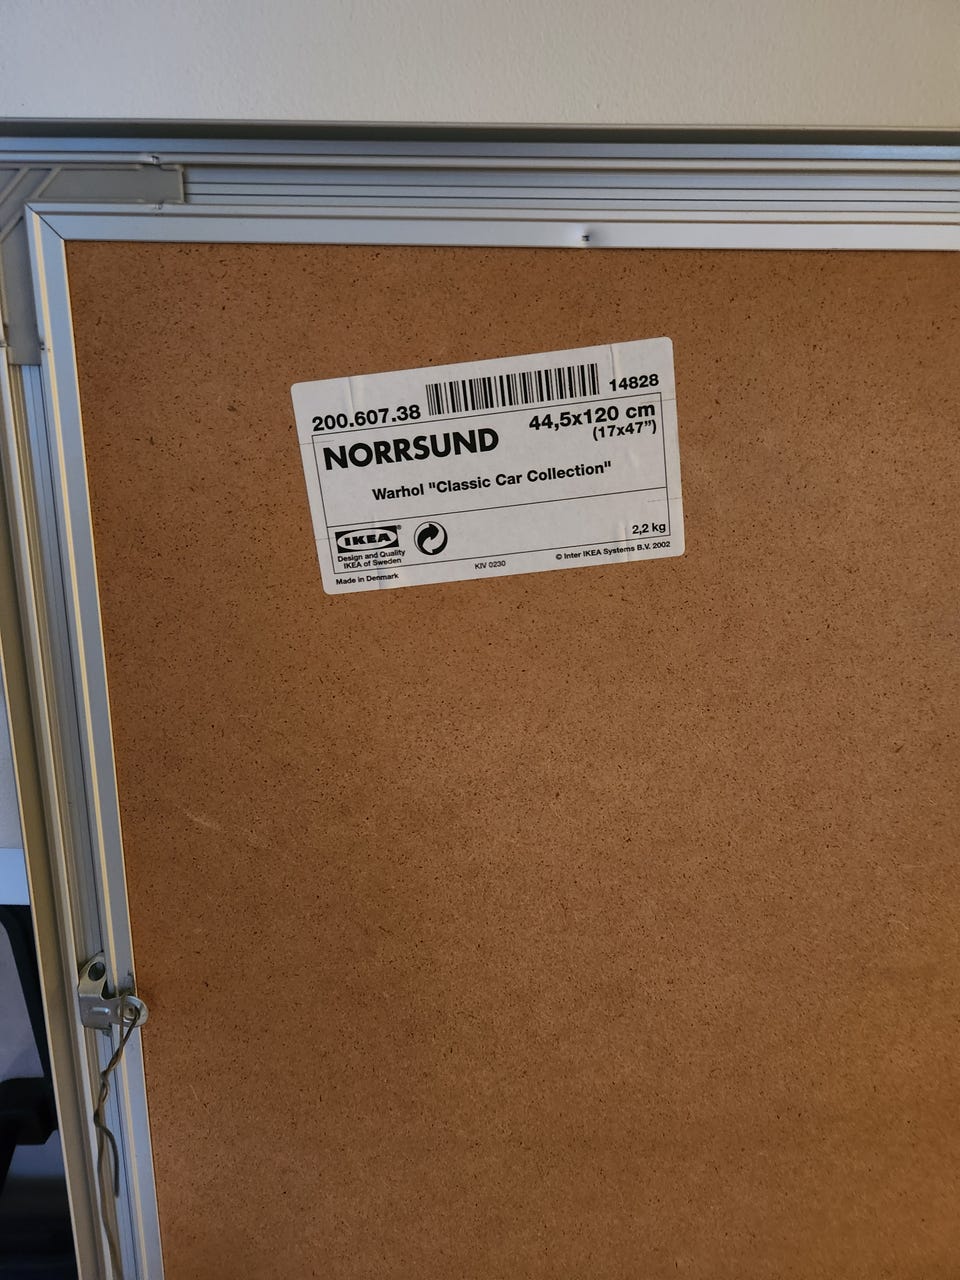 200.607.38 14828
NORRSUND 44,5x120 cm
(17x47”)
Warhol "Classic Car Collection"
IKEA® 2,2 kg
Design and Quality
IKEA of Sweden
Made in Denmark KIV 0230 © Inter IKEA Systems B.V. 2002